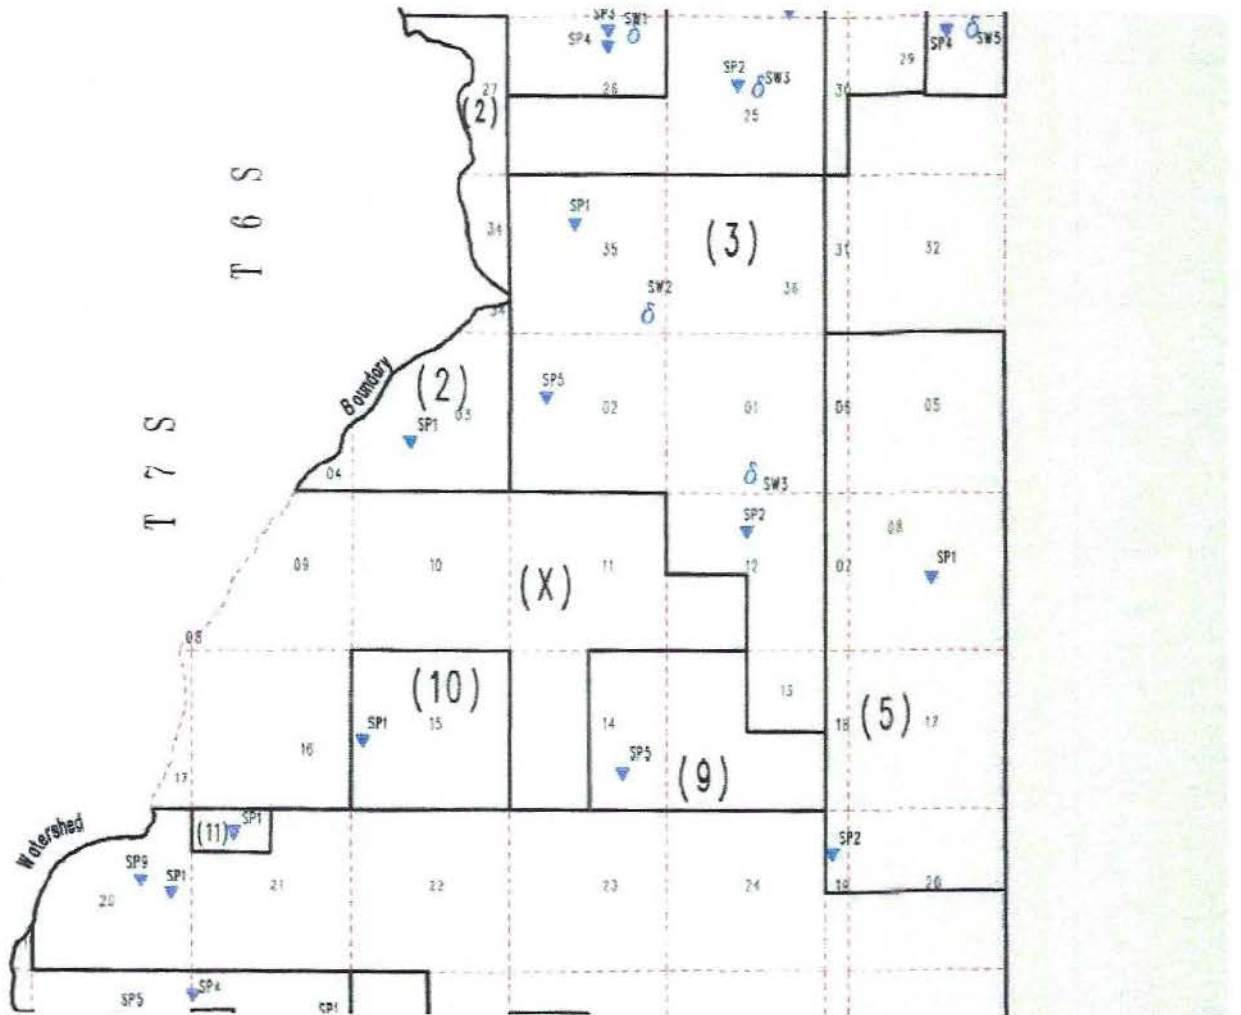 SP3 SW1
SP4
SP4 SW5
29
SP2 SW3
27 26 30
(2) 25
T 6 S
SP1
34 35 (3) 31 32
SW2 36
34
Boundary
(2) SP5
03 02 01 06 05
SP1
T 7 S
04 SW3
SP2 08
09 10 11 12 07 SP1
(X)
08
(10) 13
SP1 15 14 18 (5) 17
16 SP5
17 (9)
Watershed
(11) SP1
SP2
SP9 SP1
20 21 22 23 24 19 20
SP5 SP4 SP1